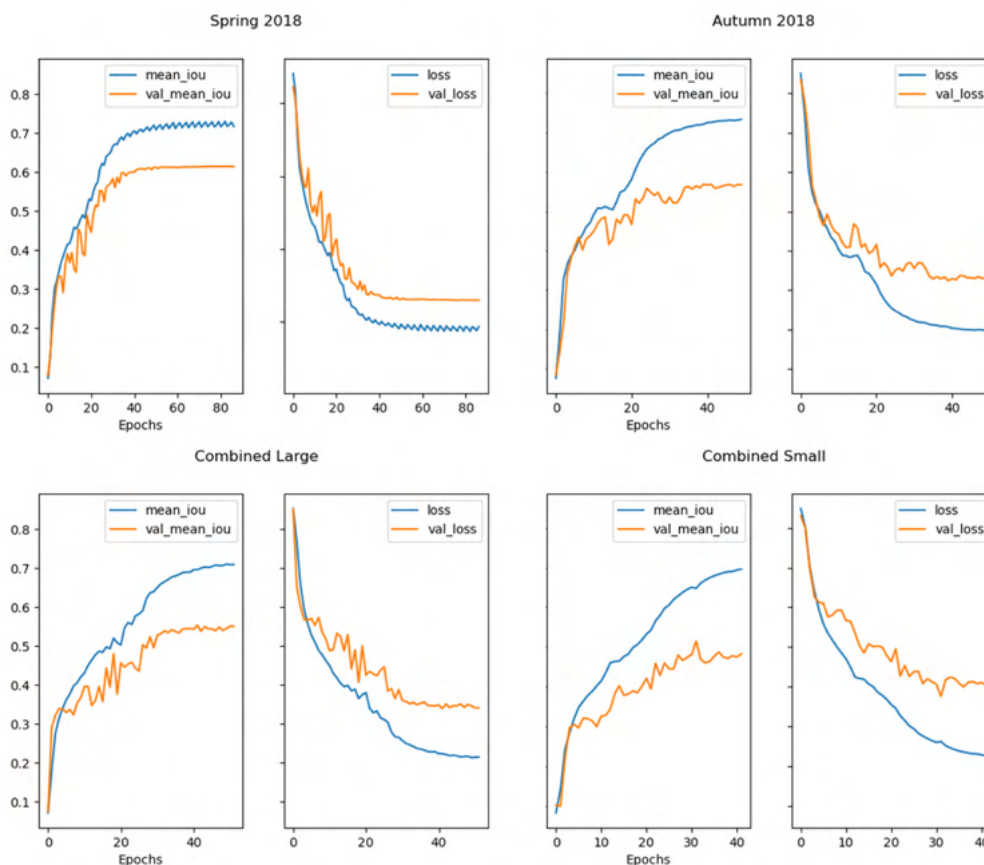 Spring 2018
Autumn 2018
mean_iou
val_mean_iou
loss
val_loss
mean_iou
val_mean_iou
loss
val_loss
0.8
0.7
0.6
0.5
0.4
0.3
0.2
0.1
0 20 40 60 80
0 20 40 60 80
0 20 40
0 20 40
Epochs
Epochs
Combined Large
Combined Small
mean_iou
val_mean_iou
loss
val_loss
mean_iou
val_mean_iou
loss
val_loss
0.8
0.7
0.6
0.5
0.4
0.3
0.2
0.1
0 20 40
0 20 40
0 10 20 30 40
0 10 20 30 40
Epochs
Epochs